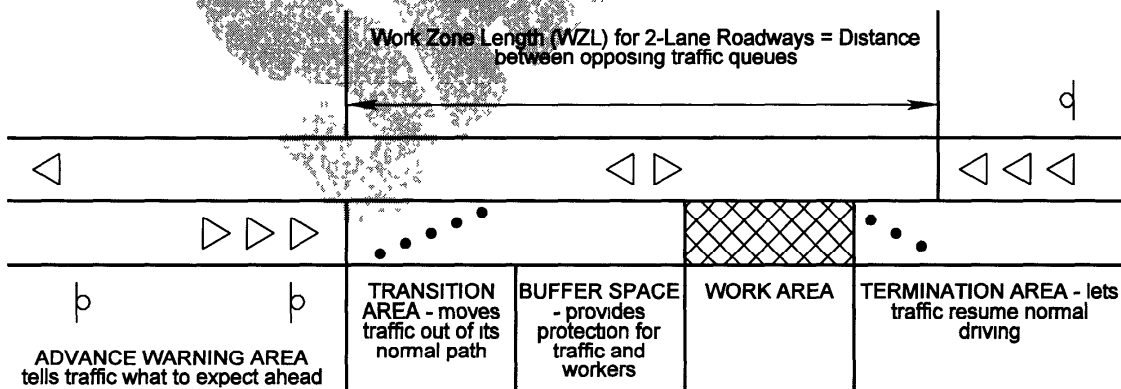 Work Zone Length (WZL) for 2-Lane Roadways = Distance
between opposing traffic queues
TRANSITION
AREA - moves
traffic out of its
normal path
BUFFER SPACE
- provides
protection for
traffic and
workers
WORK AREA
TERMINATION AREA - lets
traffic resume normal
driving
ADVANCE WARNING AREA
tells traffic what to expect ahead